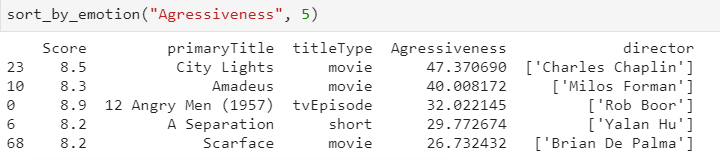 sort_by_emotion("Agressiveness", 5)
Score primaryTitle titleType Agressiveness director
23 8.5 City Lights movie 47.370690 ['Charles Chaplin']
10 8.3 Amadeus movie 40.008172 ['Milos Forman']
0 8.9 12 Angry Men (1957) tvEpisode 32.022145 ['Rob Boor']
6 8.2 A Separation short 29.772674 ['Yalan Hu']
68 8.2 Scarface movie 26.732432 ['Brian De Palma']